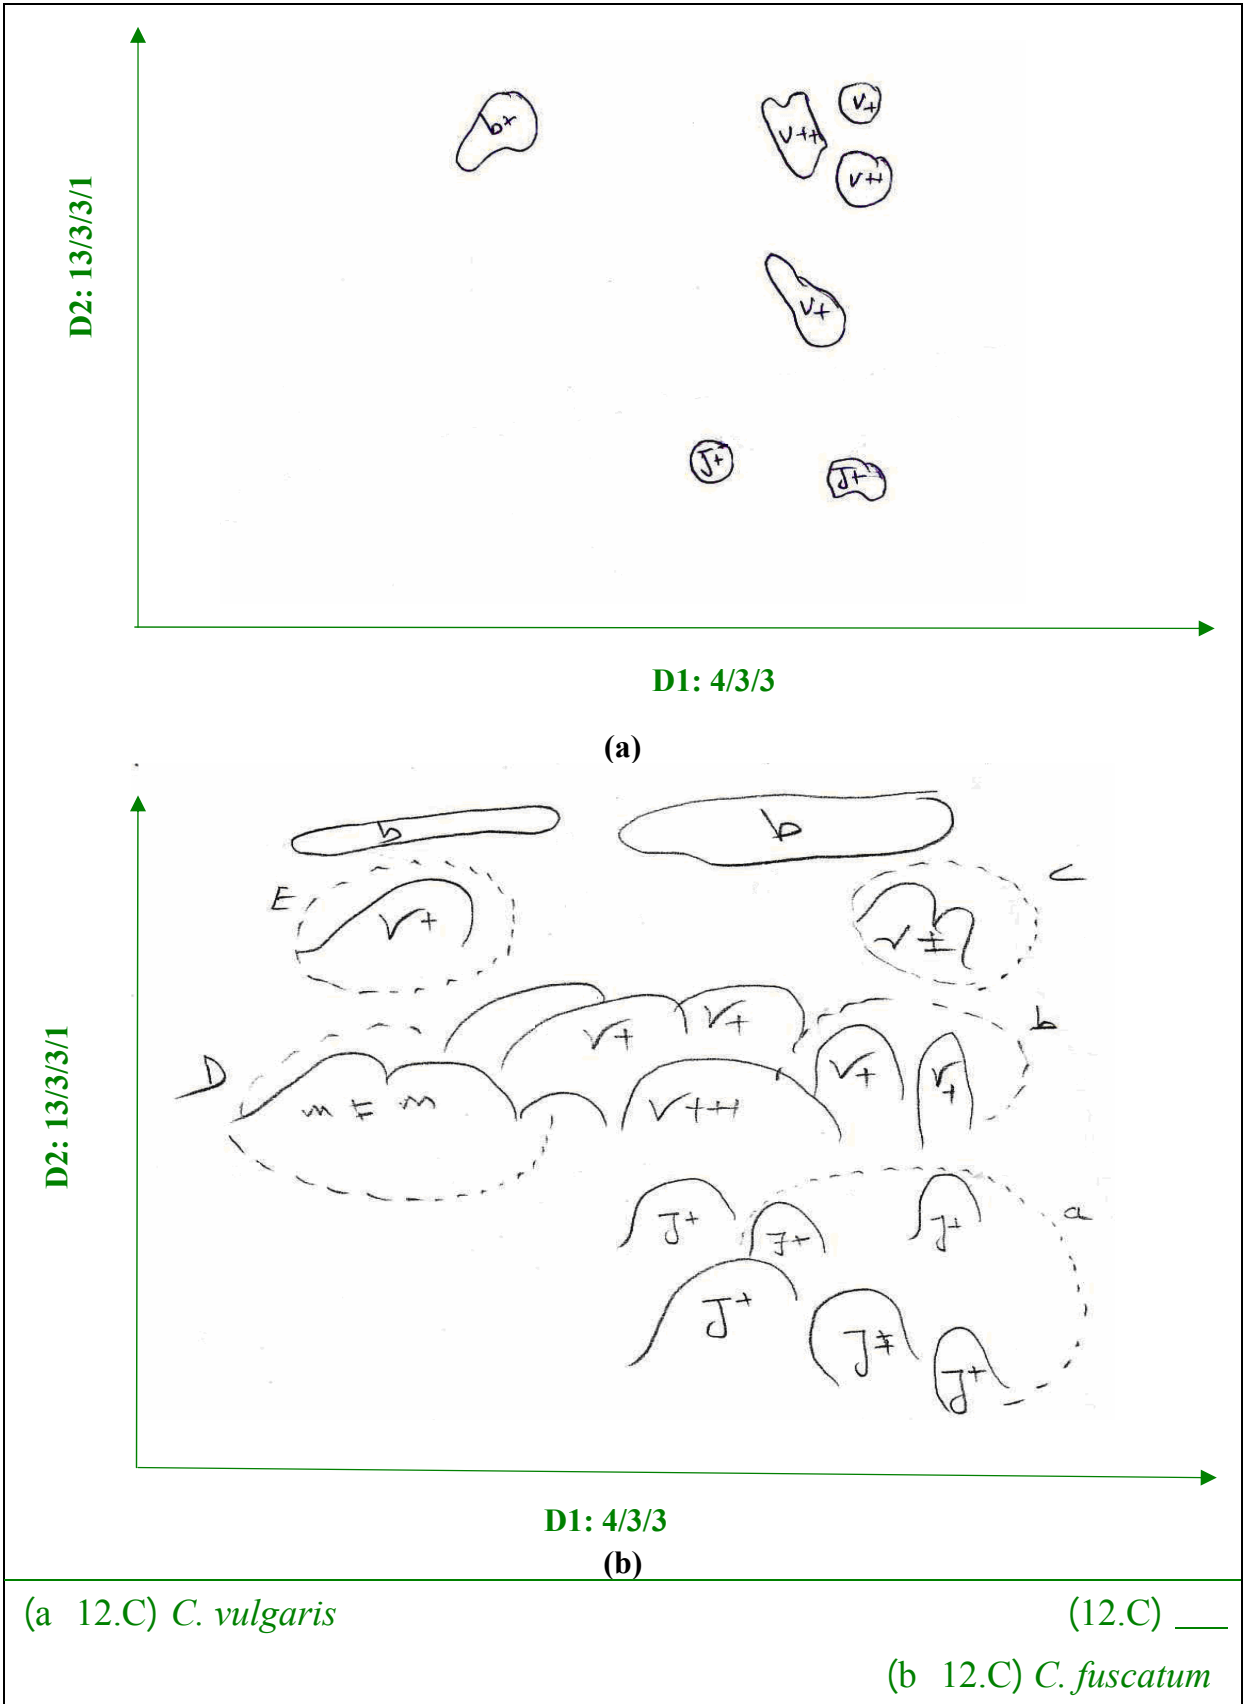 D2: 13/3/3/1
b+
V++
V+
V++
V+
J+
J+
D1: 4/3/3
(a)
D2: 13/3/3/1
b
b
E
V+
C
V±
V+
V+
b
D
m ∓ m
V+++
V+
V+
J+
J+
J+
a
J+
J∓
J+
D1: 4/3/3
(b)
(a 12.C) C. vulgaris (12.C) ___
(b 12.C) C. fuscatum